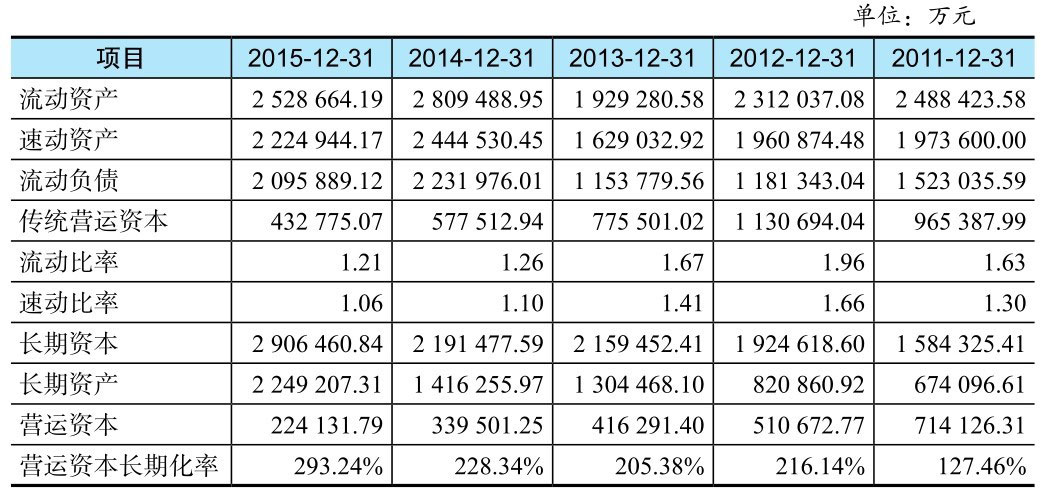 单位：万元
项目 2015-12-31 2014-12-31 2013-12-31 2012-12-31 2011-12-31
流动资产 2 528 664.19 2 809 488.95 1 929 280.58 2 312 037.08 2 488 423.58
速动资产 2 224 944.17 2 444 530.45 1 629 032.92 1 960 874.48 1 973 600.00
流动负债 2 095 889.12 2 231 976.01 1 153 779.56 1 181 343.04 1 523 035.59
传统营运资本 432 775.07 577 512.94 775 501.02 1 130 694.04 965 387.99
流动比率 1.21 1.26 1.67 1.96 1.63
速动比率 1.06 1.10 1.41 1.66 1.30
长期资本 2 906 460.84 2 191 477.59 2 159 452.41 1 924 618.60 1 584 325.41
长期资产 2 249 207.31 1 416 255.97 1 304 468.10 820 860.92 674 096.61
营运资本 224 131.79 339 501.25 416 291.40 510 672.77 714 126.31
营运资本长期化率 293.24% 228.34% 205.38% 216.14% 127.46%